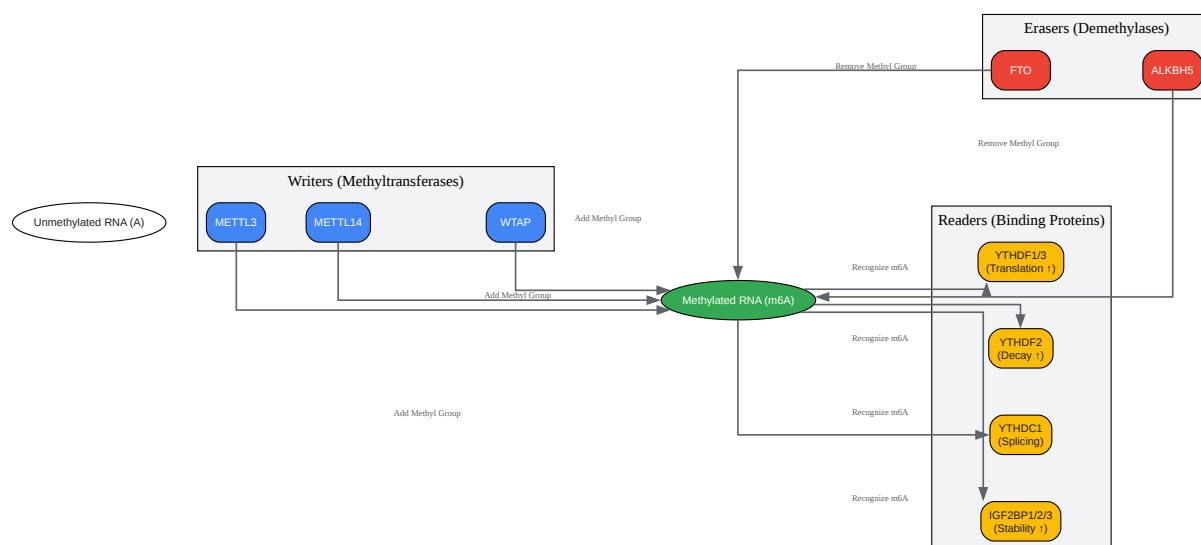 Erasers (Demethylases)
FTO
ALKBH5
Remove Methyl Group
Remove Methyl Group
Writers (Methyltransferases)
METTL3
METTL14
WTAP
Unmethylated RNA (A)
Add Methyl Group
Add Methyl Group
Add Methyl Group
Methylated RNA (m6A)
Readers (Binding Proteins)
Recognize m6A
YTHDF1/3
(Translation ↑)
Recognize m6A
YTHDF2
(Decay ↑)
Recognize m6A
YTHDC1
(Splicing)
Recognize m6A
IGF2BP1/2/3
(Stability ↑)